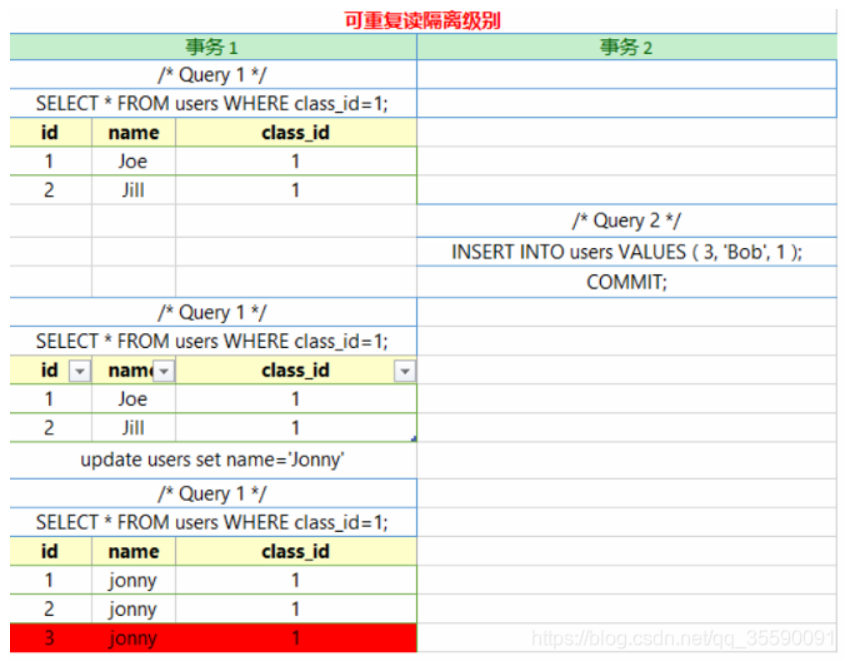 可重复读隔离级别
事务 1 事务 2
/* Query 1 */
SELECT * FROM users WHERE class_id=1;
id name class_id
1 Joe 1
2 Jill 1
/* Query 2 */
INSERT INTO users VALUES ( 3, 'Bob', 1 );
COMMIT;
/* Query 1 */
SELECT * FROM users WHERE class_id=1;
id name class_id
1 Joe 1
2 Jill 1
update users set name='Jonny'
/* Query 1 */
SELECT * FROM users WHERE class_id=1;
id name class_id
1 jonny 1
2 jonny 1
3 jonny 1
https://blog.csdn.net/qq_35590091